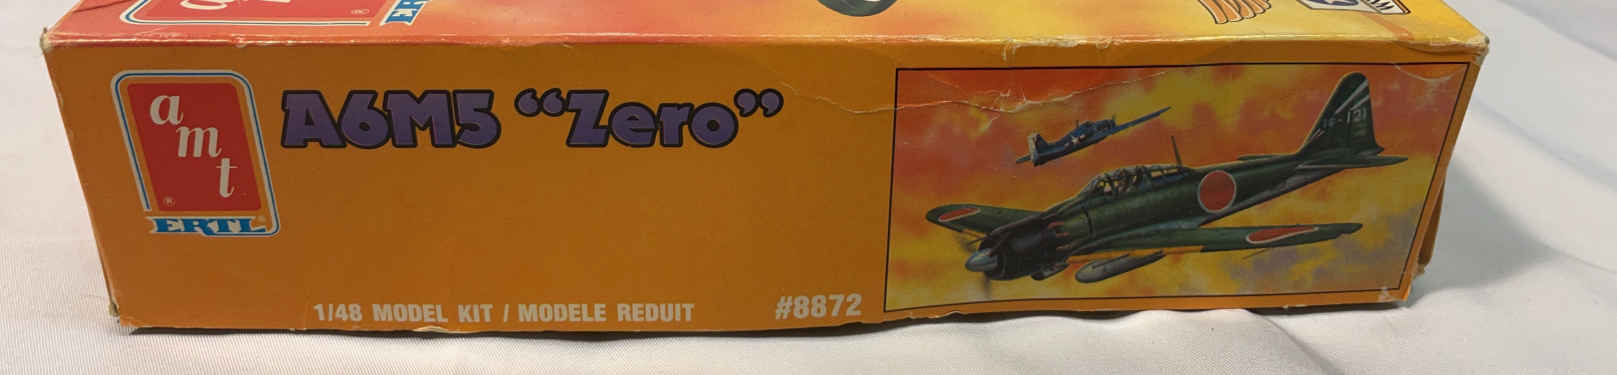 amt
ERTL
A6M5 “Zero”
1/48 MODEL KIT / MODELE REDUIT
#8872